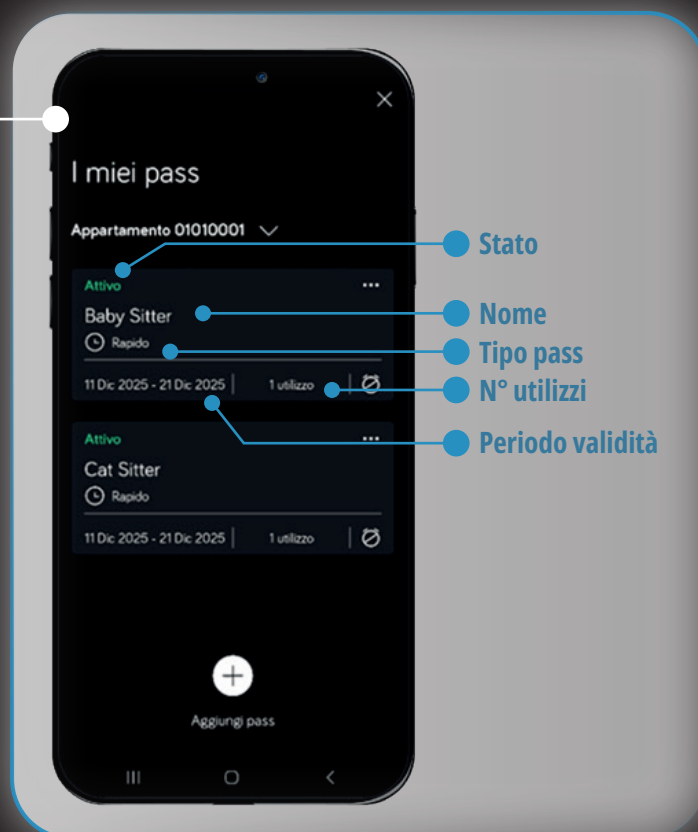 I miei pass
Appartamento 01010001
Stato
Attivo
Baby Sitter
Nome
Rapido
Tipo pass
11 Dic 2025 - 21 Dic 2025
1 utilizzo
N° utilizzi
Periodo validità
Attivo
Cat Sitter
Rapido
11 Dic 2025 - 21 Dic 2025
1 utilizzo
Aggiungi pass